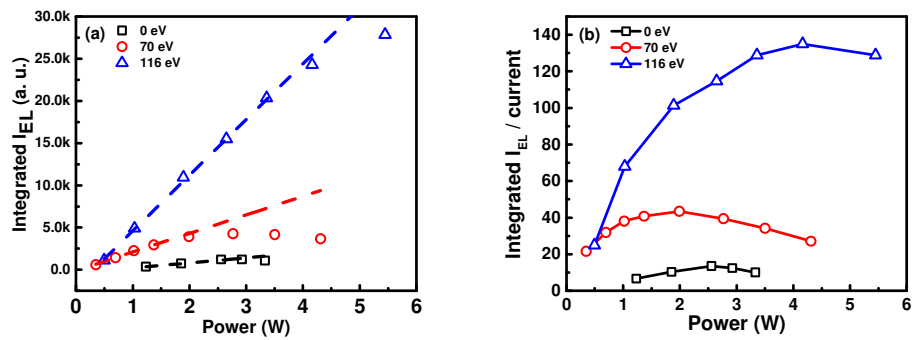 (a)
0 eV
70 eV
116 eV
30.0k
25.0k
20.0k
15.0k
10.0k
5.0k
0.0
Integrated I_EL (a. u.)
0 1 2 3 4 5 6
Power (W)
(b)
0 eV
70 eV
116 eV
140
120
100
80
60
40
20
0
Integrated I_EL / current
0 1 2 3 4 5 6
Power (W)